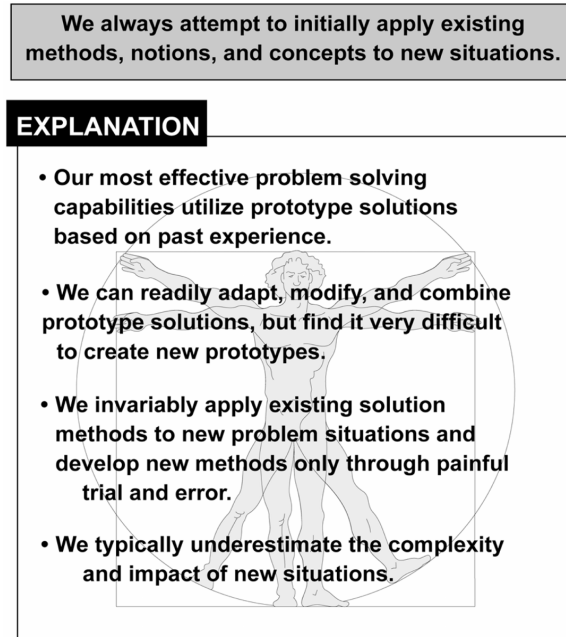 We always attempt to initially apply existing
methods, notions, and concepts to new situations.
EXPLANATION
• Our most effective problem solving
capabilities utilize prototype solutions
based on past experience.
• We can readily adapt, modify, and combine
prototype solutions, but find it very difficult
to create new prototypes.
• We invariably apply existing solution
methods to new problem situations and
develop new methods only through painful
trial and error.
• We typically underestimate the complexity
and impact of new situations.